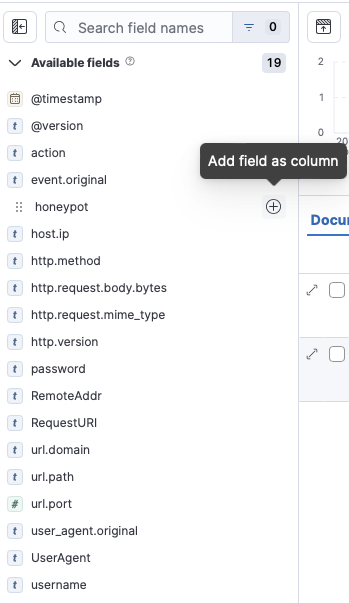 Search field names 0
Available fields 19
2
1
0
20
@timestamp
@version
action
event.original
Add field as column
honeypot
host.ip
Docu
http.method
http.request.body.bytes
http.request.mime_type
http.version
password
RemoteAddr
RequestURI
url.domain
url.path
url.port
user_agent.original
UserAgent
username